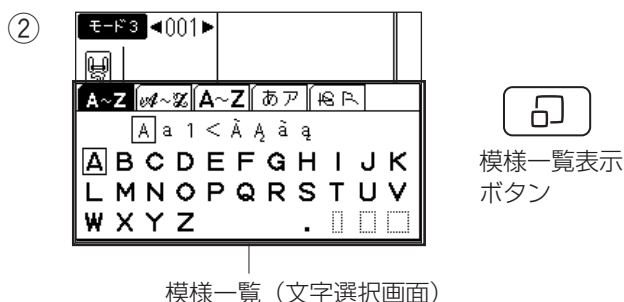 ②
モード3 ◀001▶
A~Z 𝒜~𝒵 A~Z あア
A a 1 < À Ą à ą
A B C D E F G H I J K
L M N O P Q R S T U V
W X Y Z .
模様一覧表示
ボタン
模様一覧（文字選択画面）